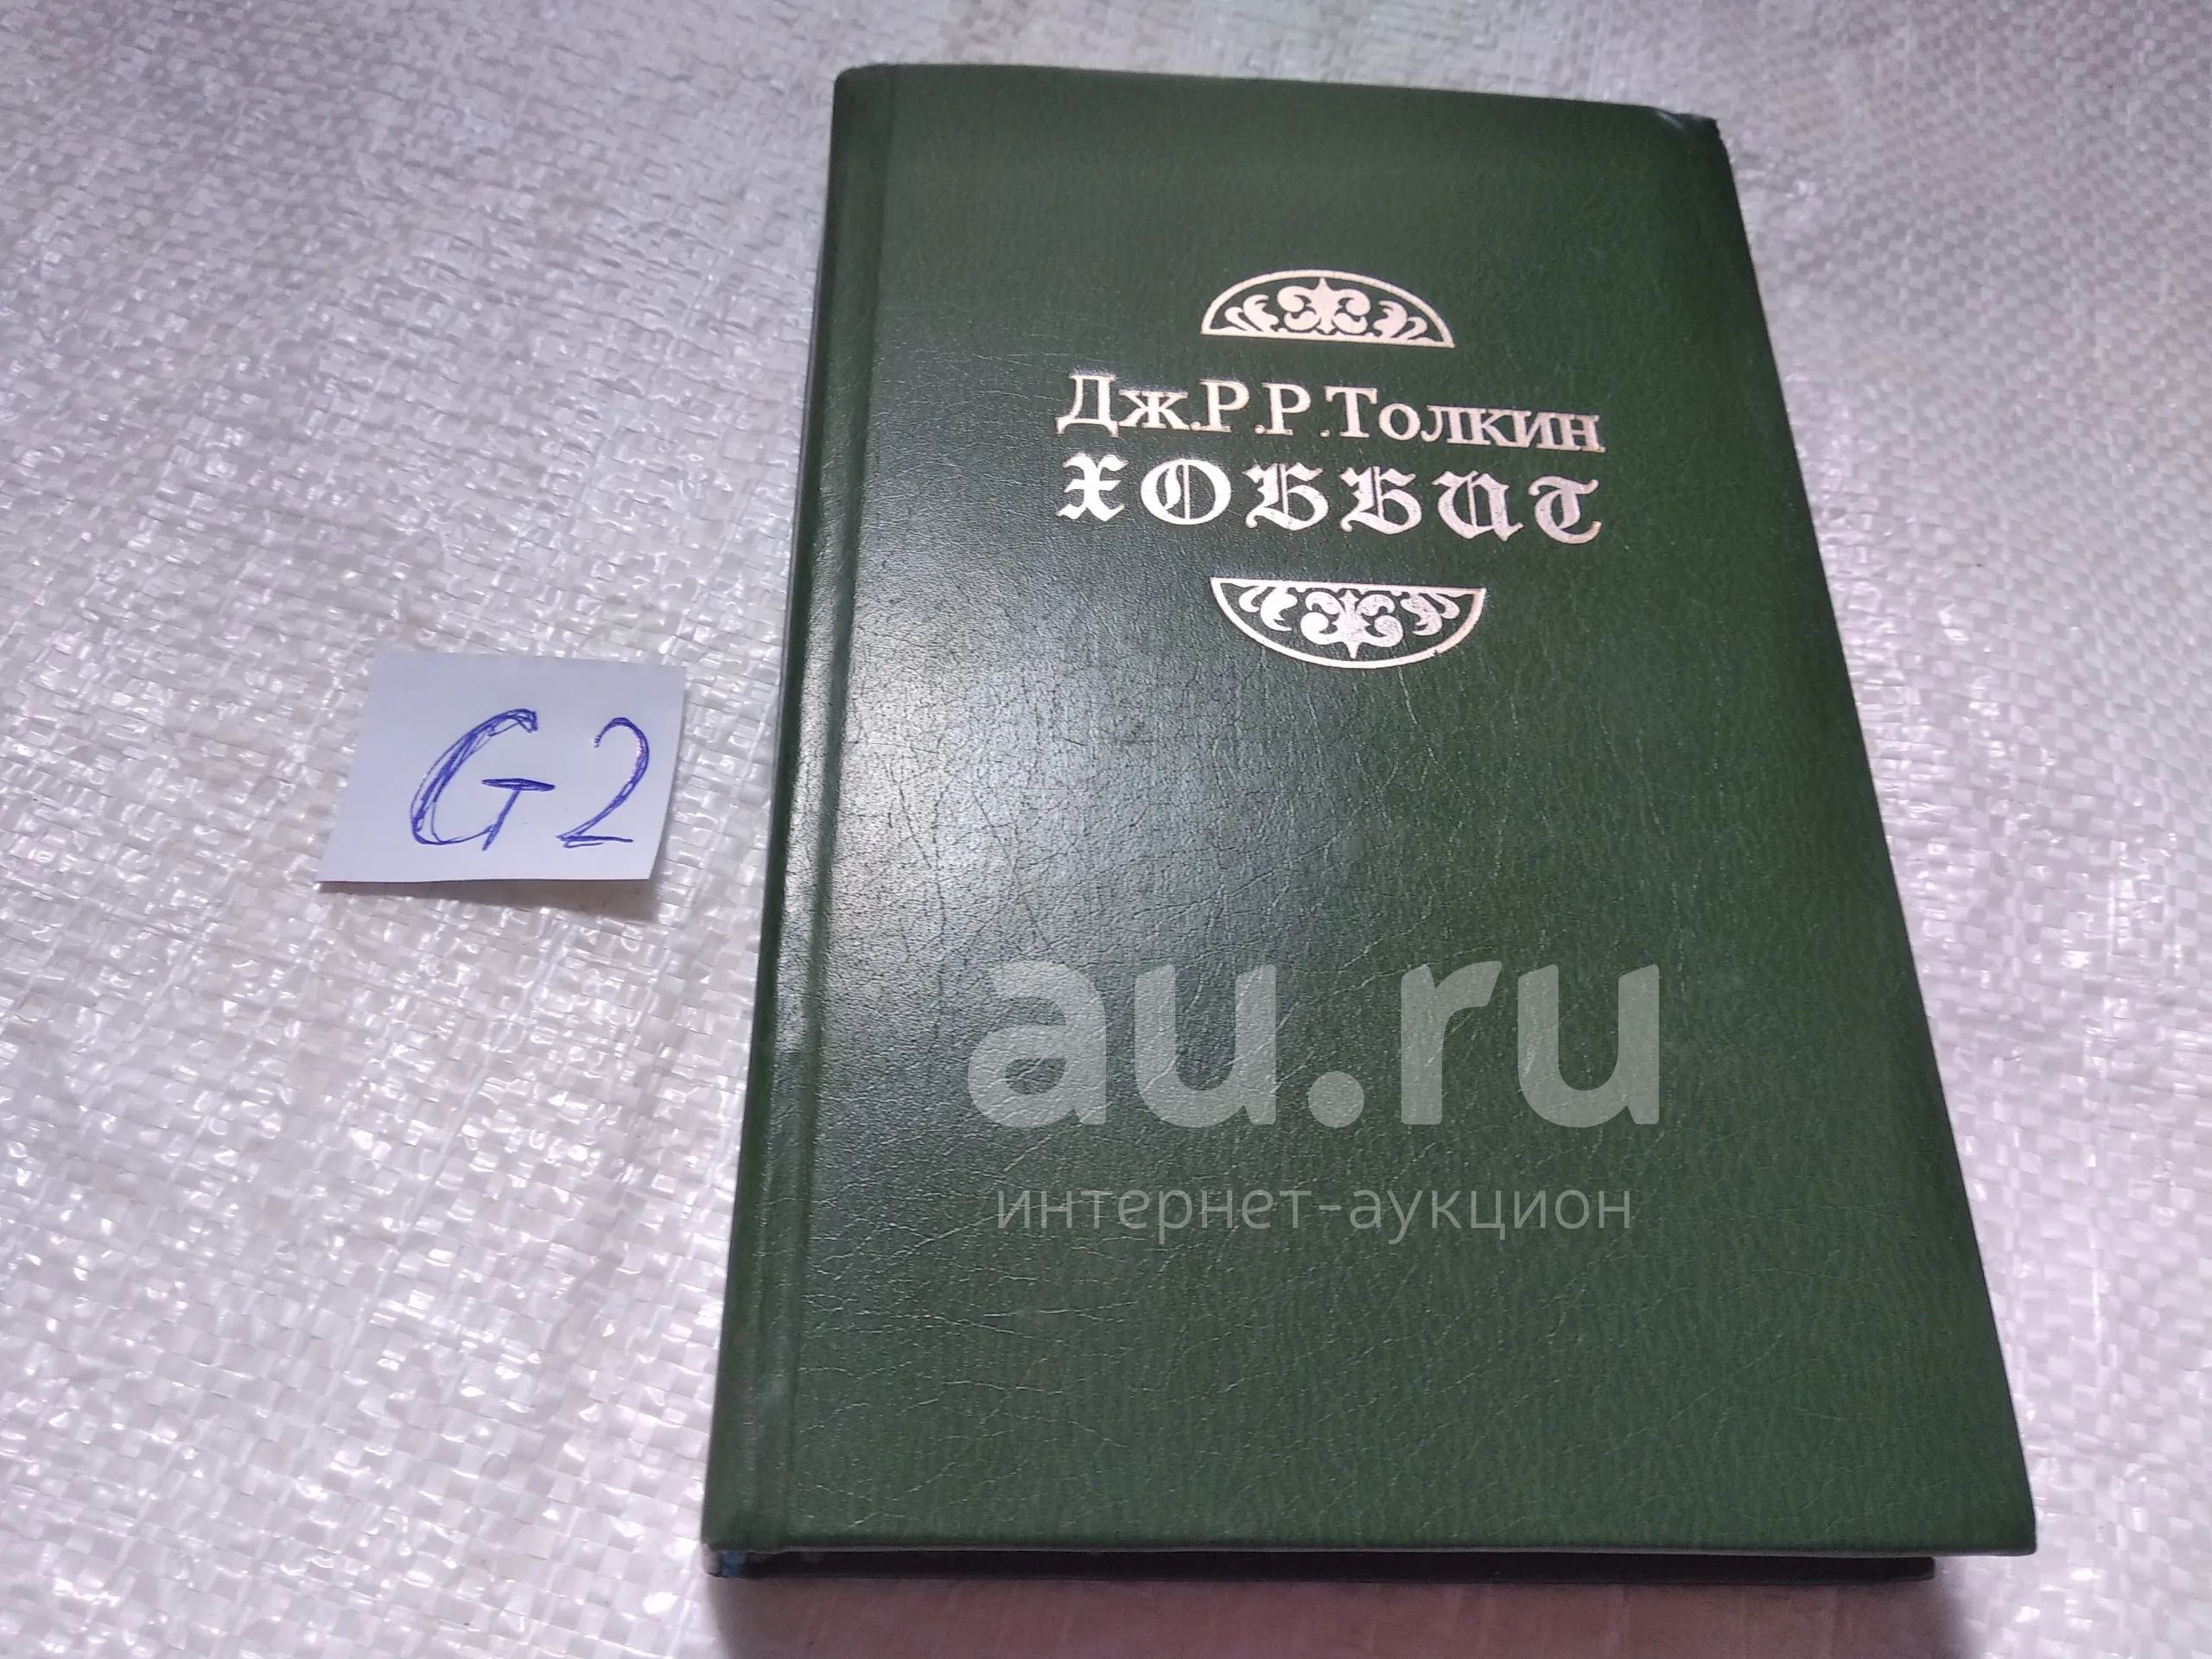 Дж.Р.Р.Толкин
ХОББИТ
G2
au.ru
интернет-аукцион